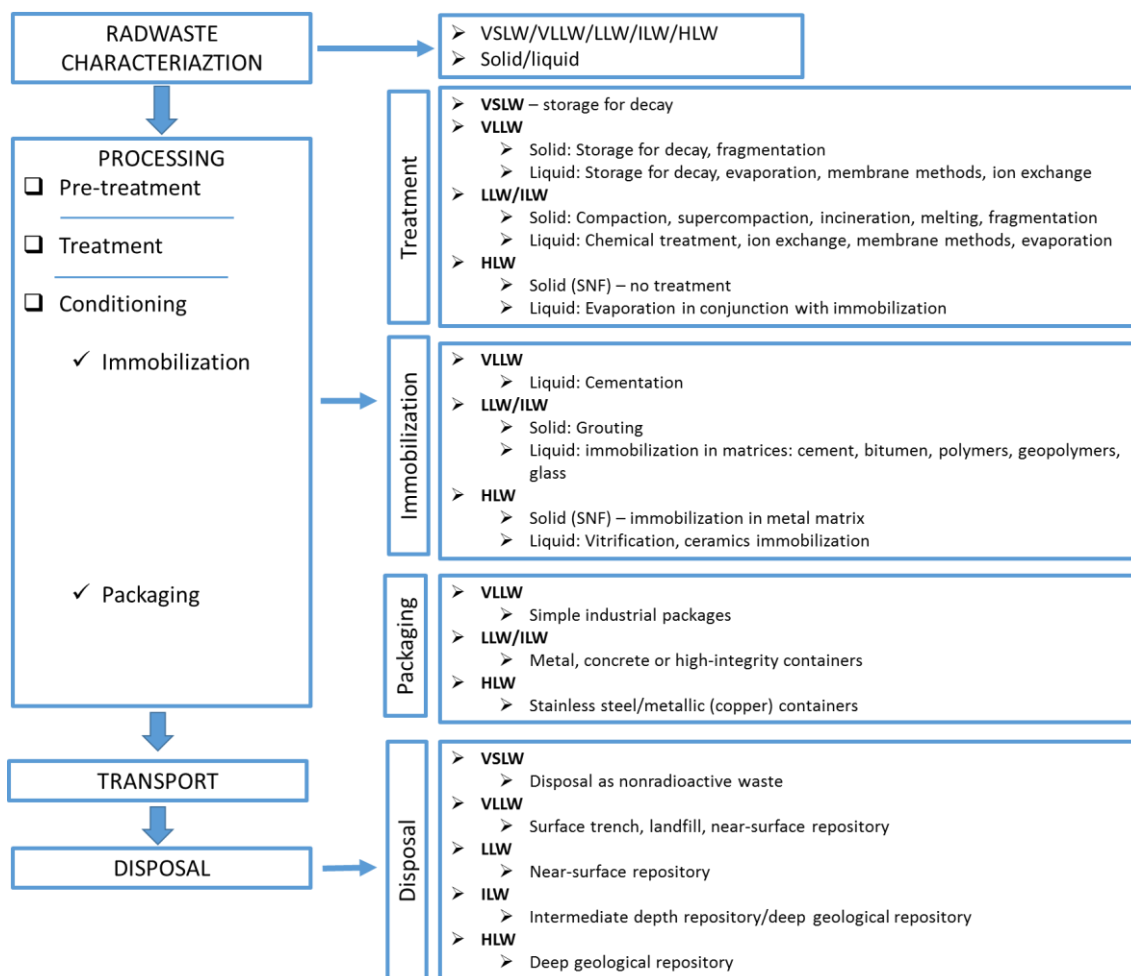 RADWASTE
CHARACTERIAZTION
VSLW/VLLW/LLW/ILW/HLW
Solid/liquid
PROCESSING
Pre-treatment
Treatment
Conditioning
Immobilization
Packaging
TRANSPORT
DISPOSAL
Treatment
VSLW – storage for decay
VLLW
Solid: Storage for decay, fragmentation
Liquid: Storage for decay, evaporation, membrane methods, ion exchange
LLW/ILW
Solid: Compaction, supercompaction, incineration, melting, fragmentation
Liquid: Chemical treatment, ion exchange, membrane methods, evaporation
HLW
Solid (SNF) – no treatment
Liquid: Evaporation in conjunction with immobilization
Immobilization
VLLW
Liquid: Cementation
LLW/ILW
Solid: Grouting
Liquid: immobilization in matrices: cement, bitumen, polymers, geopolymers,
glass
HLW
Solid (SNF) – immobilization in metal matrix
Liquid: Vitrification, ceramics immobilization
Packaging
VLLW
Simple industrial packages
LLW/ILW
Metal, concrete or high-integrity containers
HLW
Stainless steel/metallic (copper) containers
Disposal
VSLW
Disposal as nonradioactive waste
VLLW
Surface trench, landfill, near-surface repository
LLW
Near-surface repository
ILW
Intermediate depth repository/deep geological repository
HLW
Deep geological repository